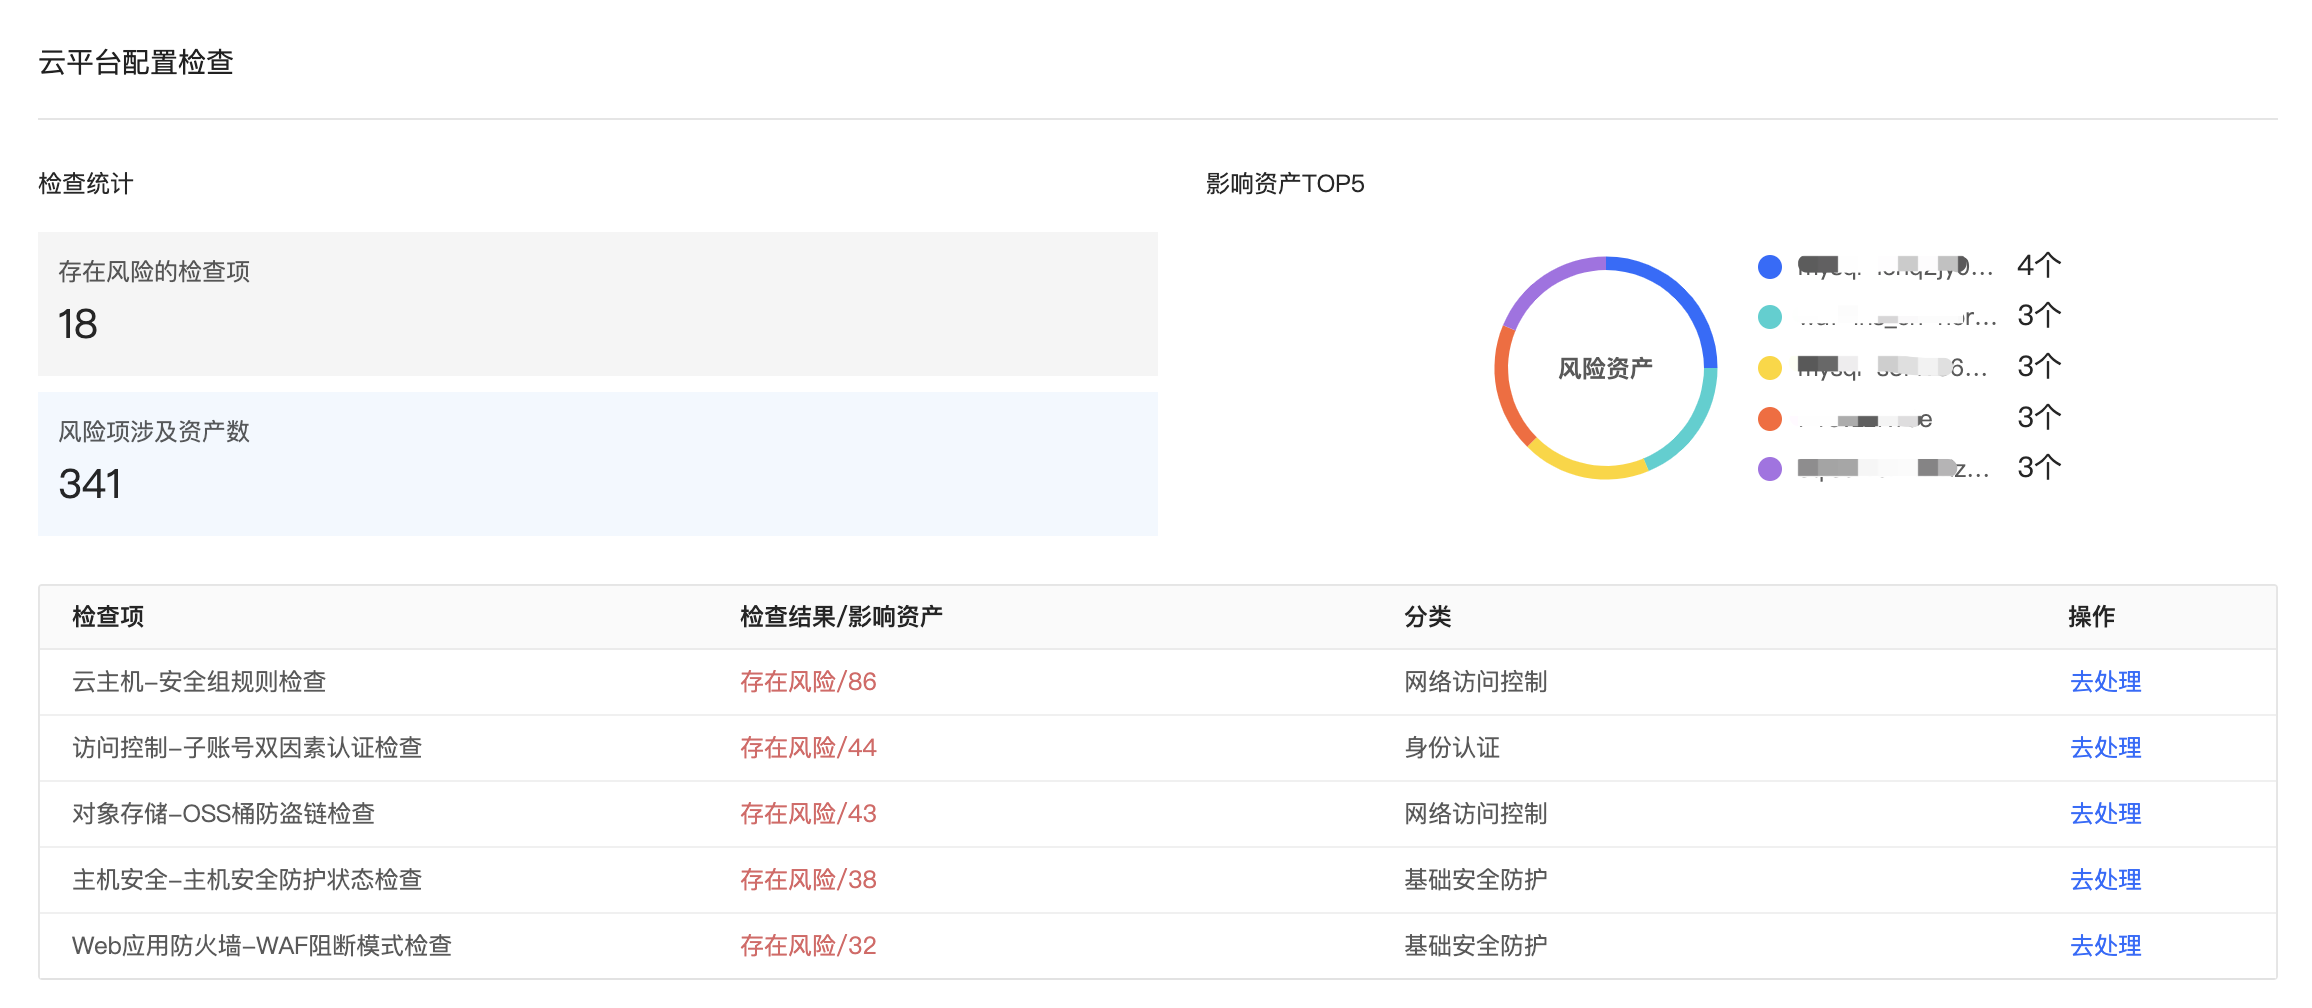 云平台配置检查
检查统计
影响资产TOP5
存在风险的检查项
18
风险项涉及资产数
341
风险资产
4个
3个
3个
3个
3个
检查项 检查结果/影响资产 分类 操作
云主机-安全组规则检查 存在风险/86 网络访问控制 去处理
访问控制-子账号双因素认证检查 存在风险/44 身份认证 去处理
对象存储-OSS桶防盗链检查 存在风险/43 网络访问控制 去处理
主机安全-主机安全防护状态检查 存在风险/38 基础安全防护 去处理
Web应用防火墙-WAF阻断模式检查 存在风险/32 基础安全防护 去处理